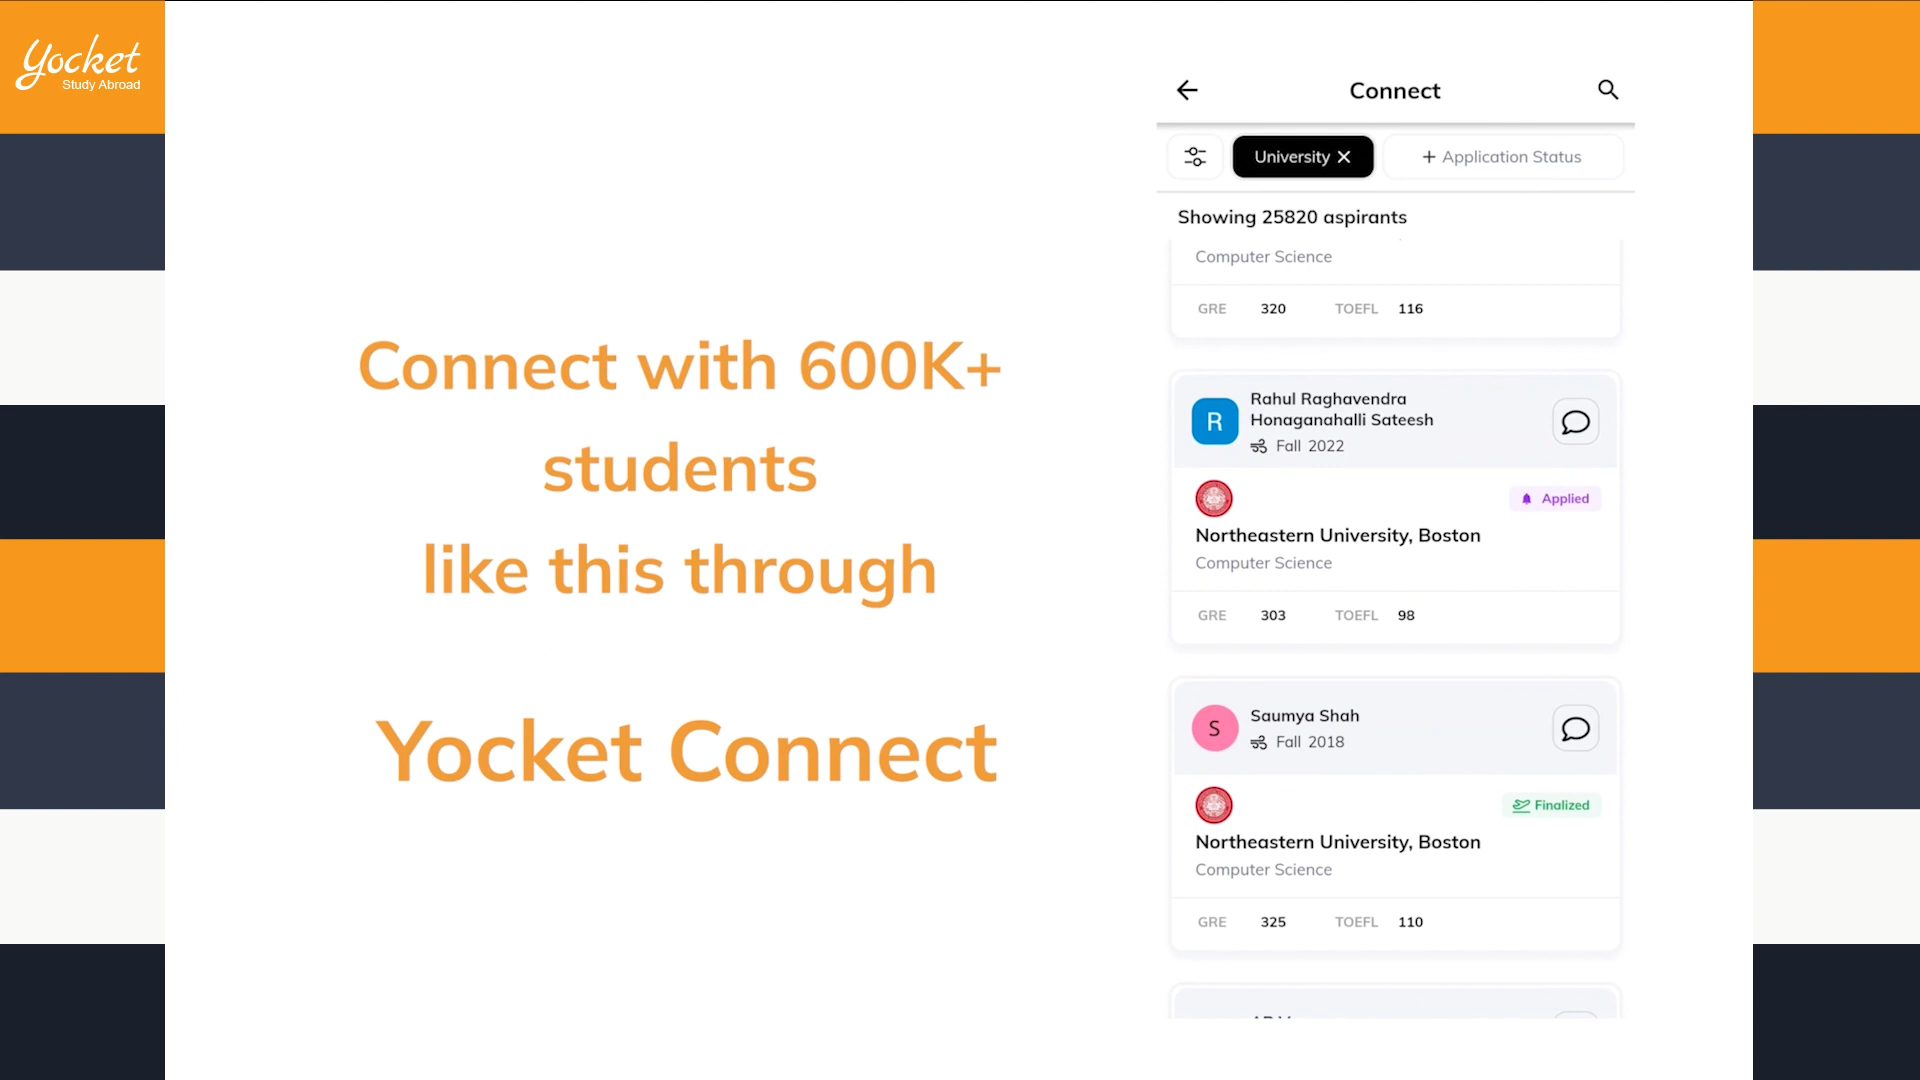 Yocket
Study Abroad
Connect with 600K+
students
like this through
Yocket Connect
Connect
University
+ Application Status
Showing 25820 aspirants
Computer Science
GRE 320 TOEFL 116
R
Rahul Raghavendra
Honaganahalli Sateesh
Fall 2022
Applied
Northeastern University, Boston
Computer Science
GRE 303 TOEFL 98
S
Saumya Shah
Fall 2018
Finalized
Northeastern University, Boston
Computer Science
GRE 325 TOEFL 110